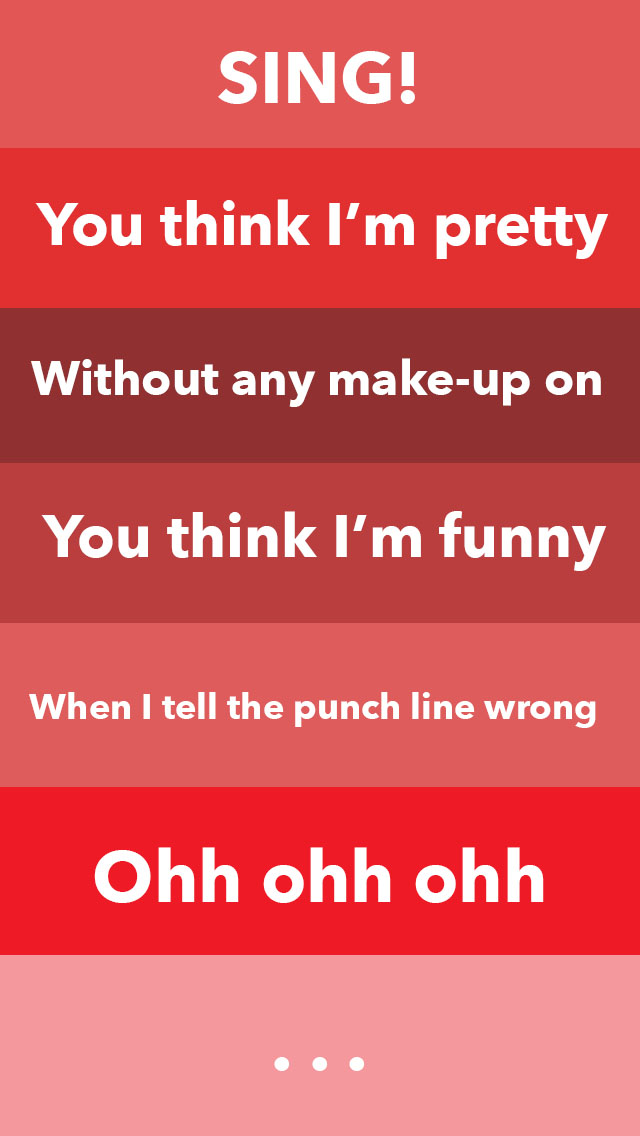 SING!
You think I’m pretty
Without any make-up on
You think I’m funny
When I tell the punch line wrong
Ohh ohh ohh
• • •